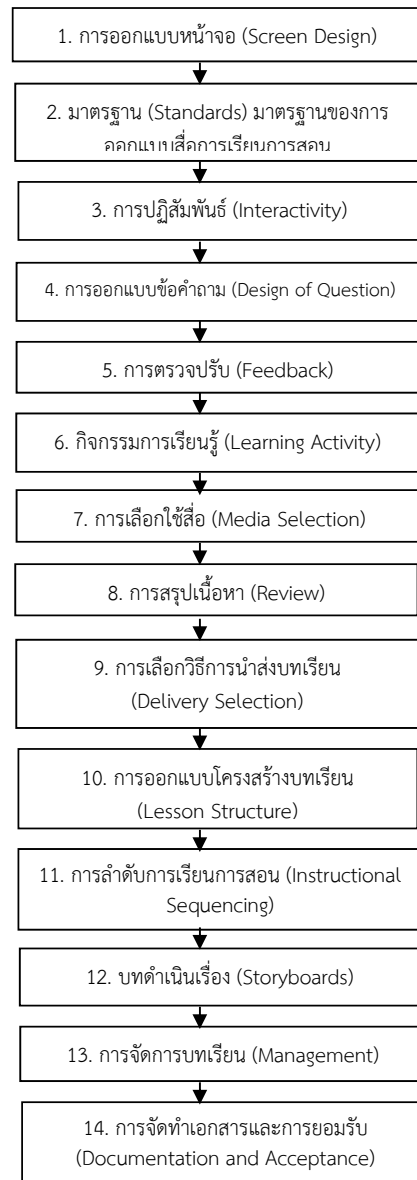 1. การออกแบบหน้าจอ (Screen Design)
2. มาตรฐาน (Standards) มาตรฐานของการ
ออกแบบสื่อการเรียนการสอน
3. การปฏิสัมพันธ์ (Interactivity)
4. การออกแบบข้อคำถาม (Design of Question)
5. การตรวจปรับ (Feedback)
6. กิจกรรมการเรียนรู้ (Learning Activity)
7. การเลือกใช้สื่อ (Media Selection)
8. การสรุปเนื้อหา (Review)
9. การเลือกวิธีการนำส่งบทเรียน
(Delivery Selection)
10. การออกแบบโครงสร้างบทเรียน
(Lesson Structure)
11. การลำดับการเรียนการสอน (Instructional
Sequencing)
12. บทดำเนินเรื่อง (Storyboards)
13. การจัดการบทเรียน (Management)
14. การจัดทำเอกสารและการยอมรับ
(Documentation and Acceptance)